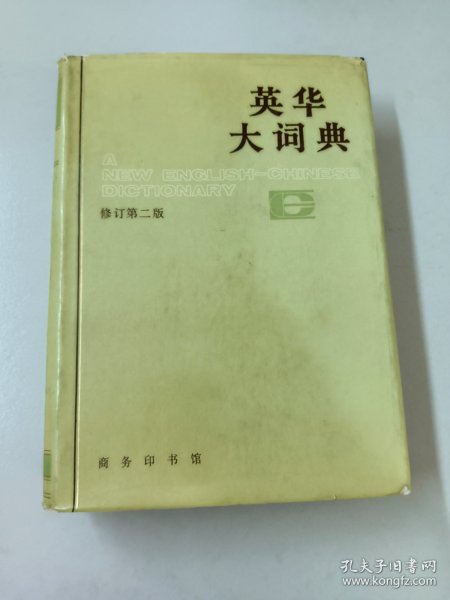 英华
大词典
A
NEW ENGLISH-CHINESE
DICTIONARY
修订第二版
商务印书馆
孔夫子旧书网
www.kongfz.com